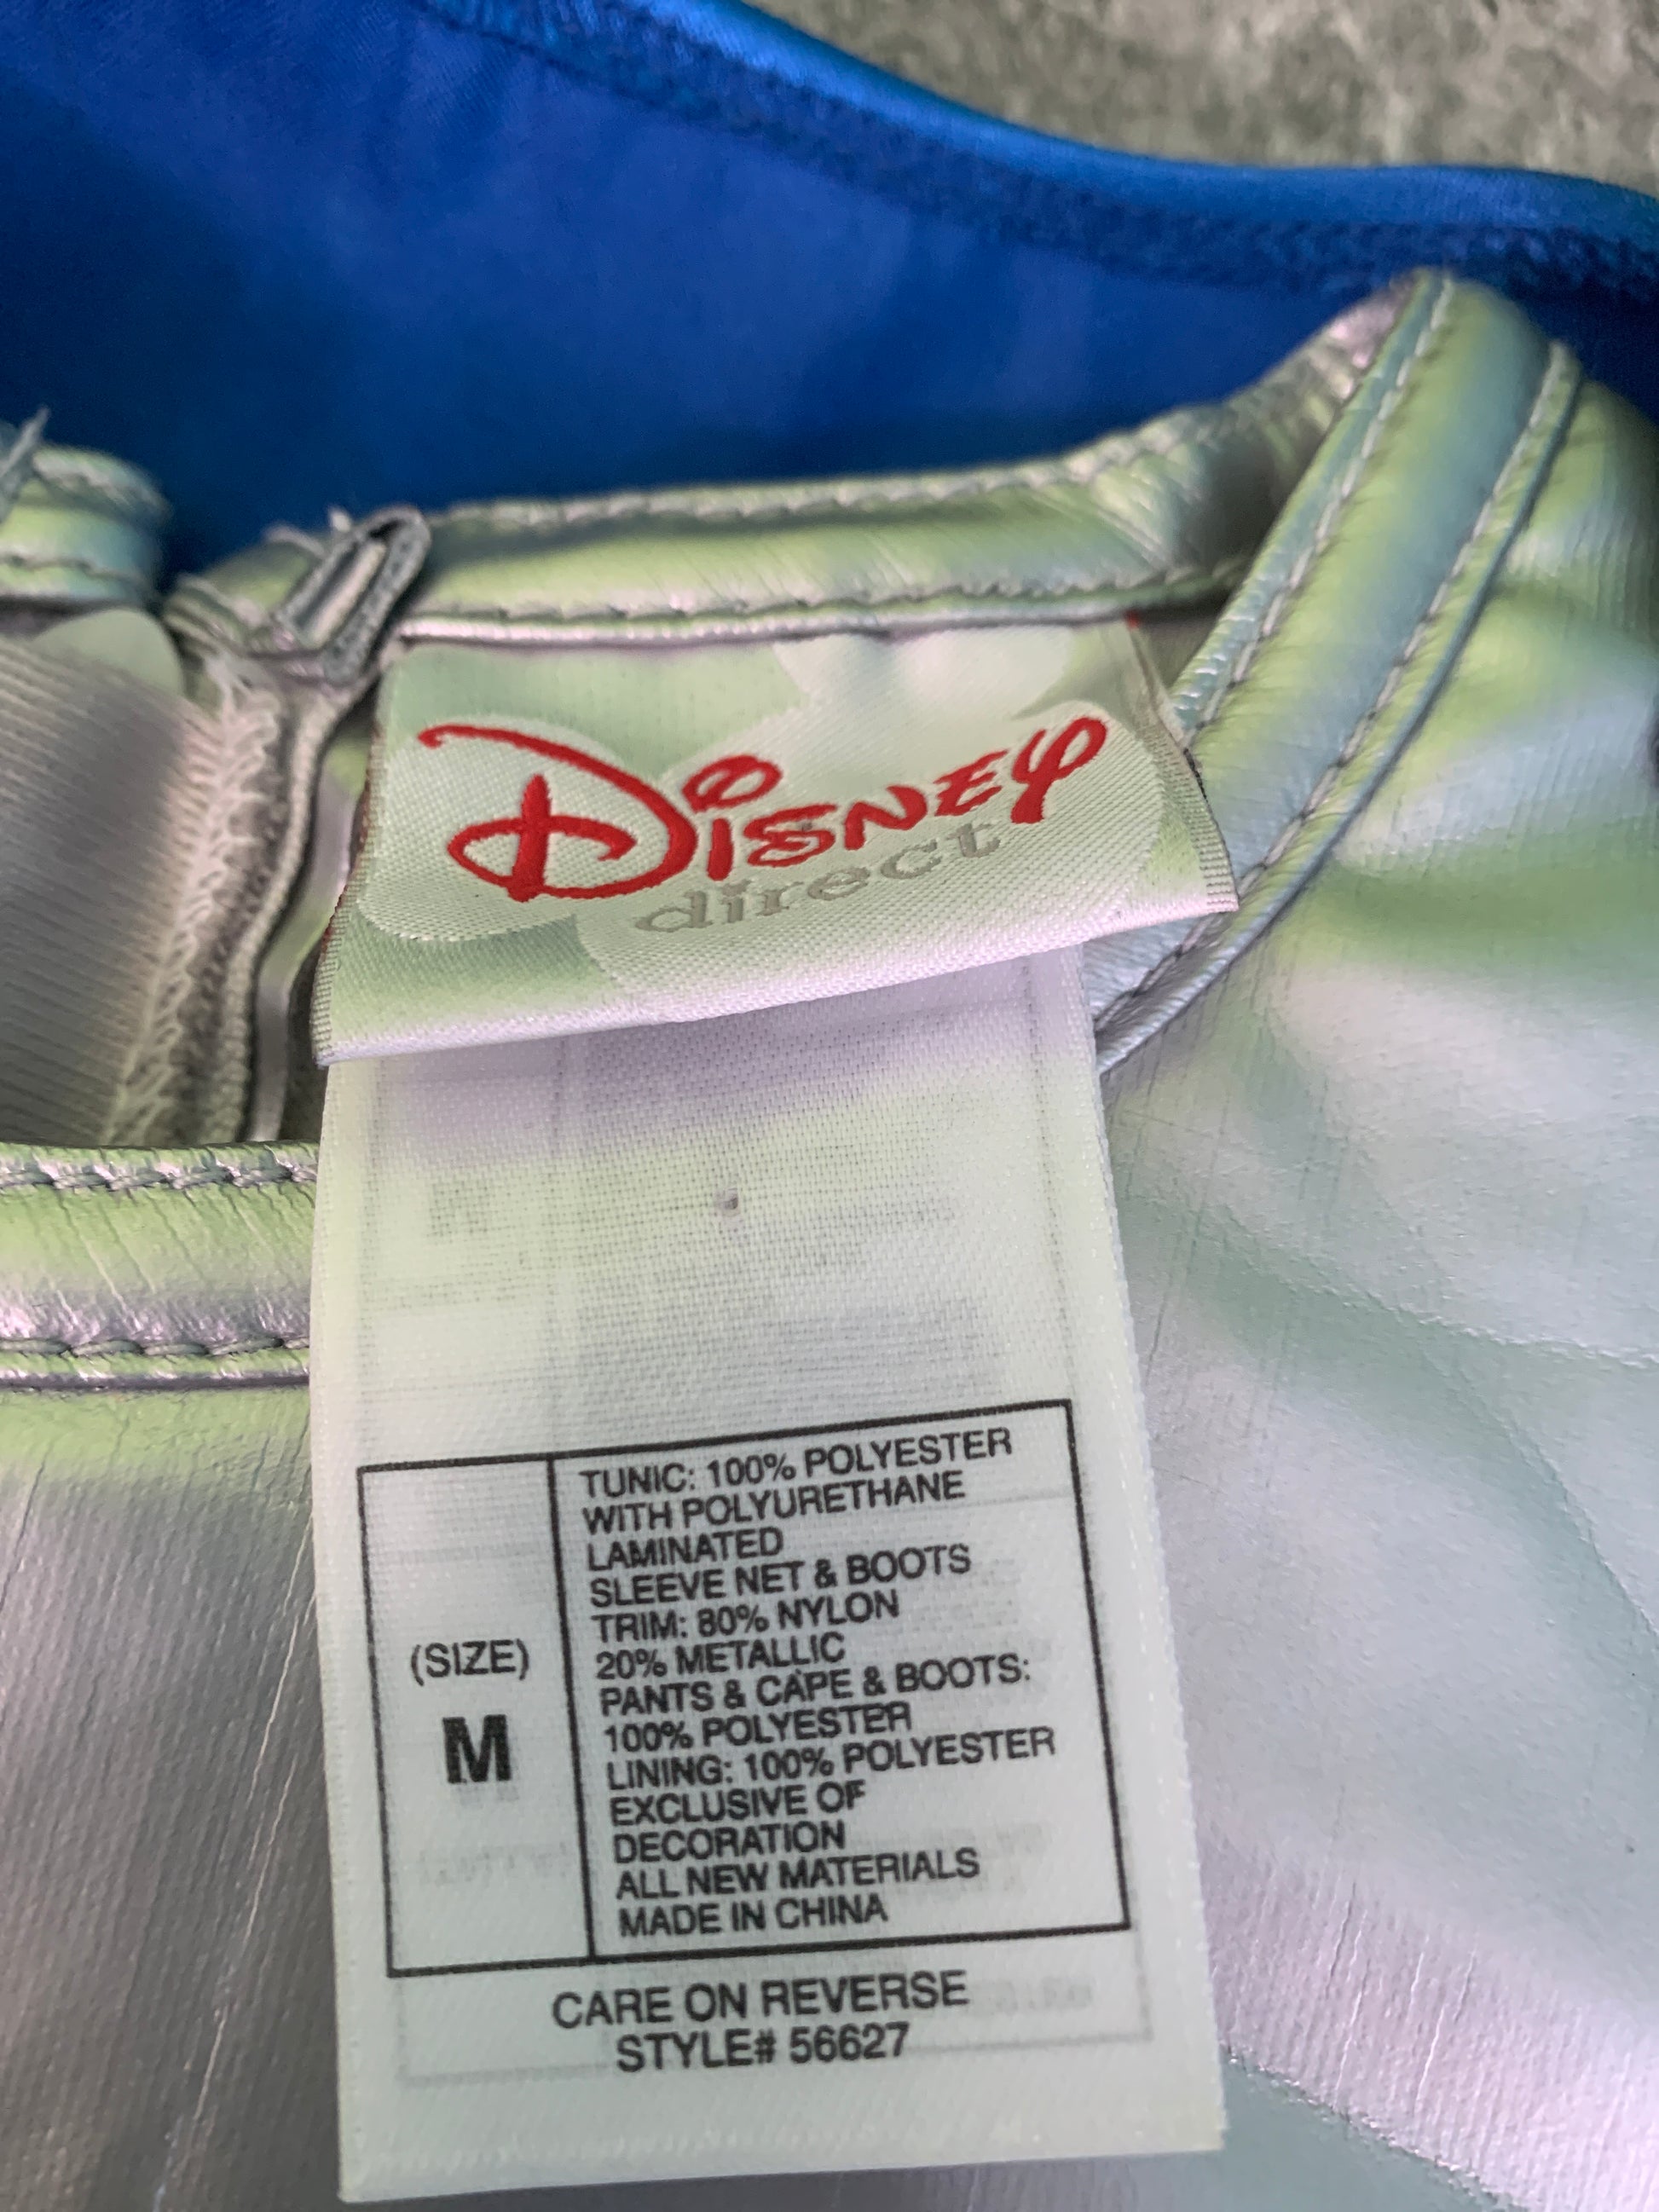 DISNEY
direct
TUNIC: 100% POLYESTER
WITH POLYURETHANE
LAMINATED
SLEEVE NET & BOOTS
TRIM: 80% NYLON
20% METALLIC
PANTS & CAPE & BOOTS:
100% POLYESTER
LINING: 100% POLYESTER
EXCLUSIVE OF
DECORATION
ALL NEW MATERIALS
MADE IN CHINA
(SIZE)
M
CARE ON REVERSE
STYLE# 56627